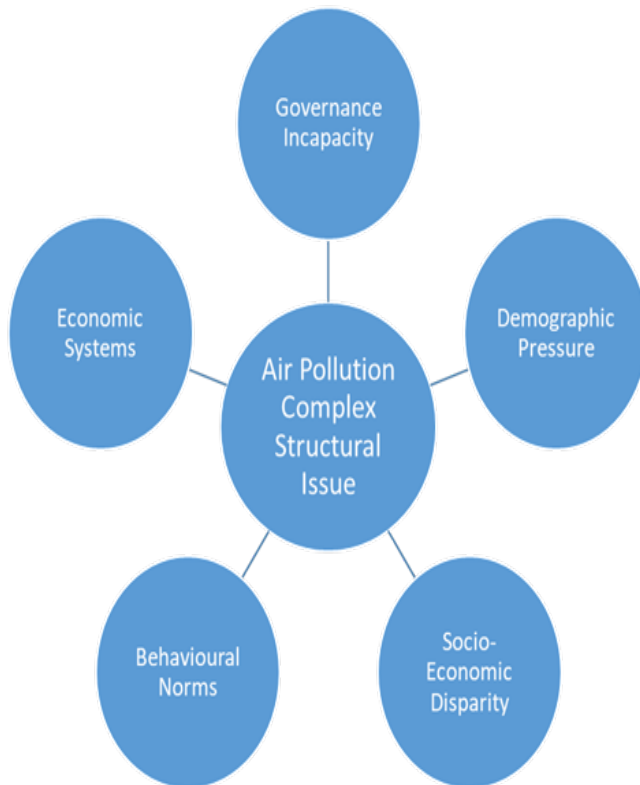 Governance
Incapacity
Economic
Systems
Demographic
Pressure
Air Pollution
Complex
Structural
Issue
Behavioural
Norms
Socio-
Economic
Disparity